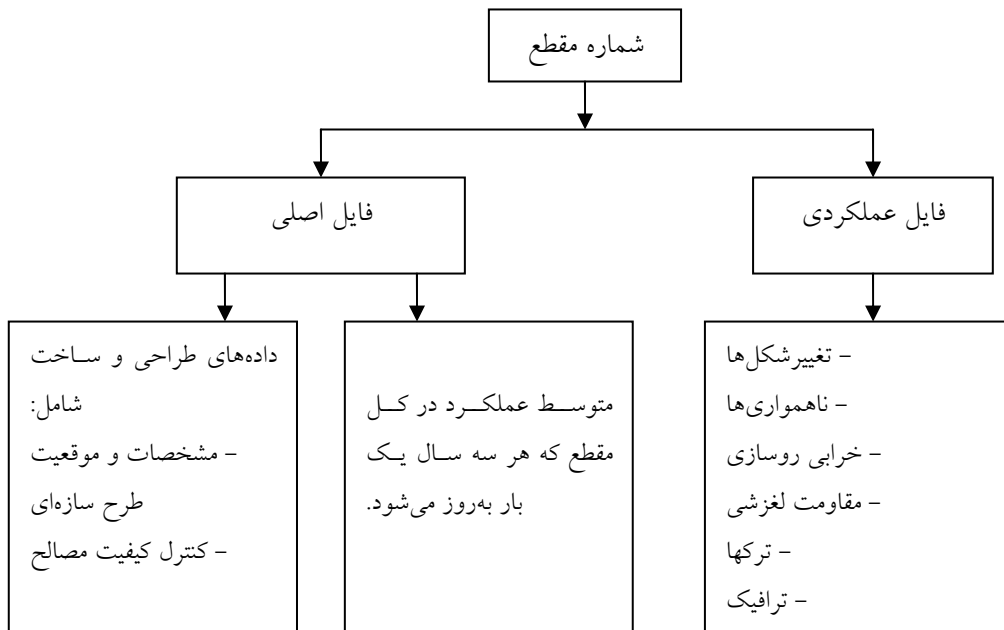 شماره مقطع
فایل عملکردی
فایل اصلی
- تغییرشکل‌ها
- ناهمواری‌ها
- خرابی روسازی
- مقاومت لغزشی
- ترکها
- ترافیک
متوسط عملکرد در کل
مقطع که هر سه سال یک
بار به‌روز می‌شود.
داده‌های طراحی و ساخت
شامل:
- مشخصات و موقعیت
طرح سازه‌ای
- کنترل کیفیت مصالح